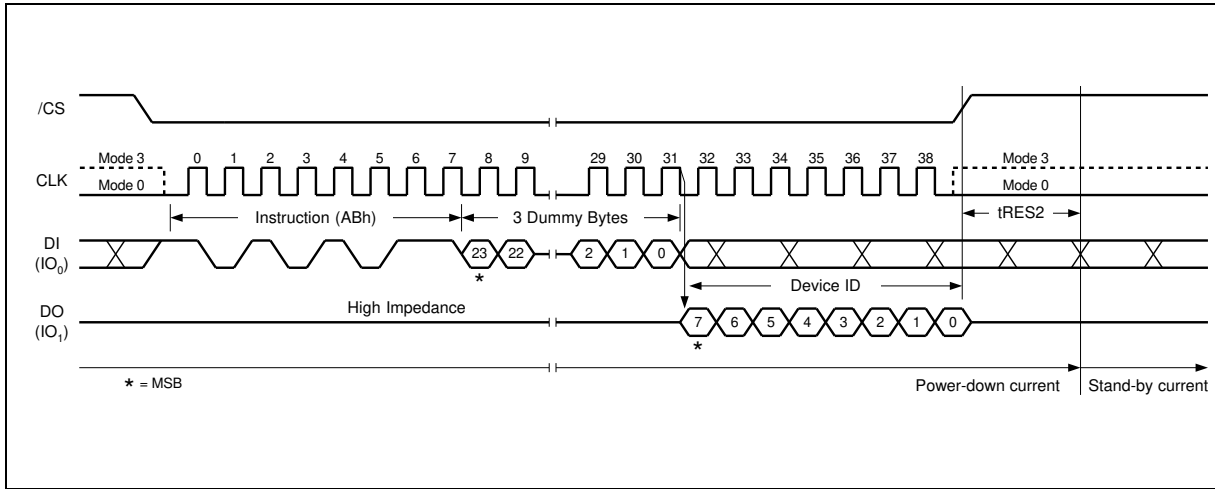 /CS
Mode 3 0 1 2 3 4 5 6 7 8 9 29 30 31 32 33 34 35 36 37 38 Mode 3
CLK Mode 0 Mode 0
Instruction (ABh) 3 Dummy Bytes tRES2
DI
(IO₀) 23 22 2 1 0
*
Device ID
High Impedance
DO
(IO₁) 7 6 5 4 3 2 1 0
*
* = MSB
Power-down current Stand-by current